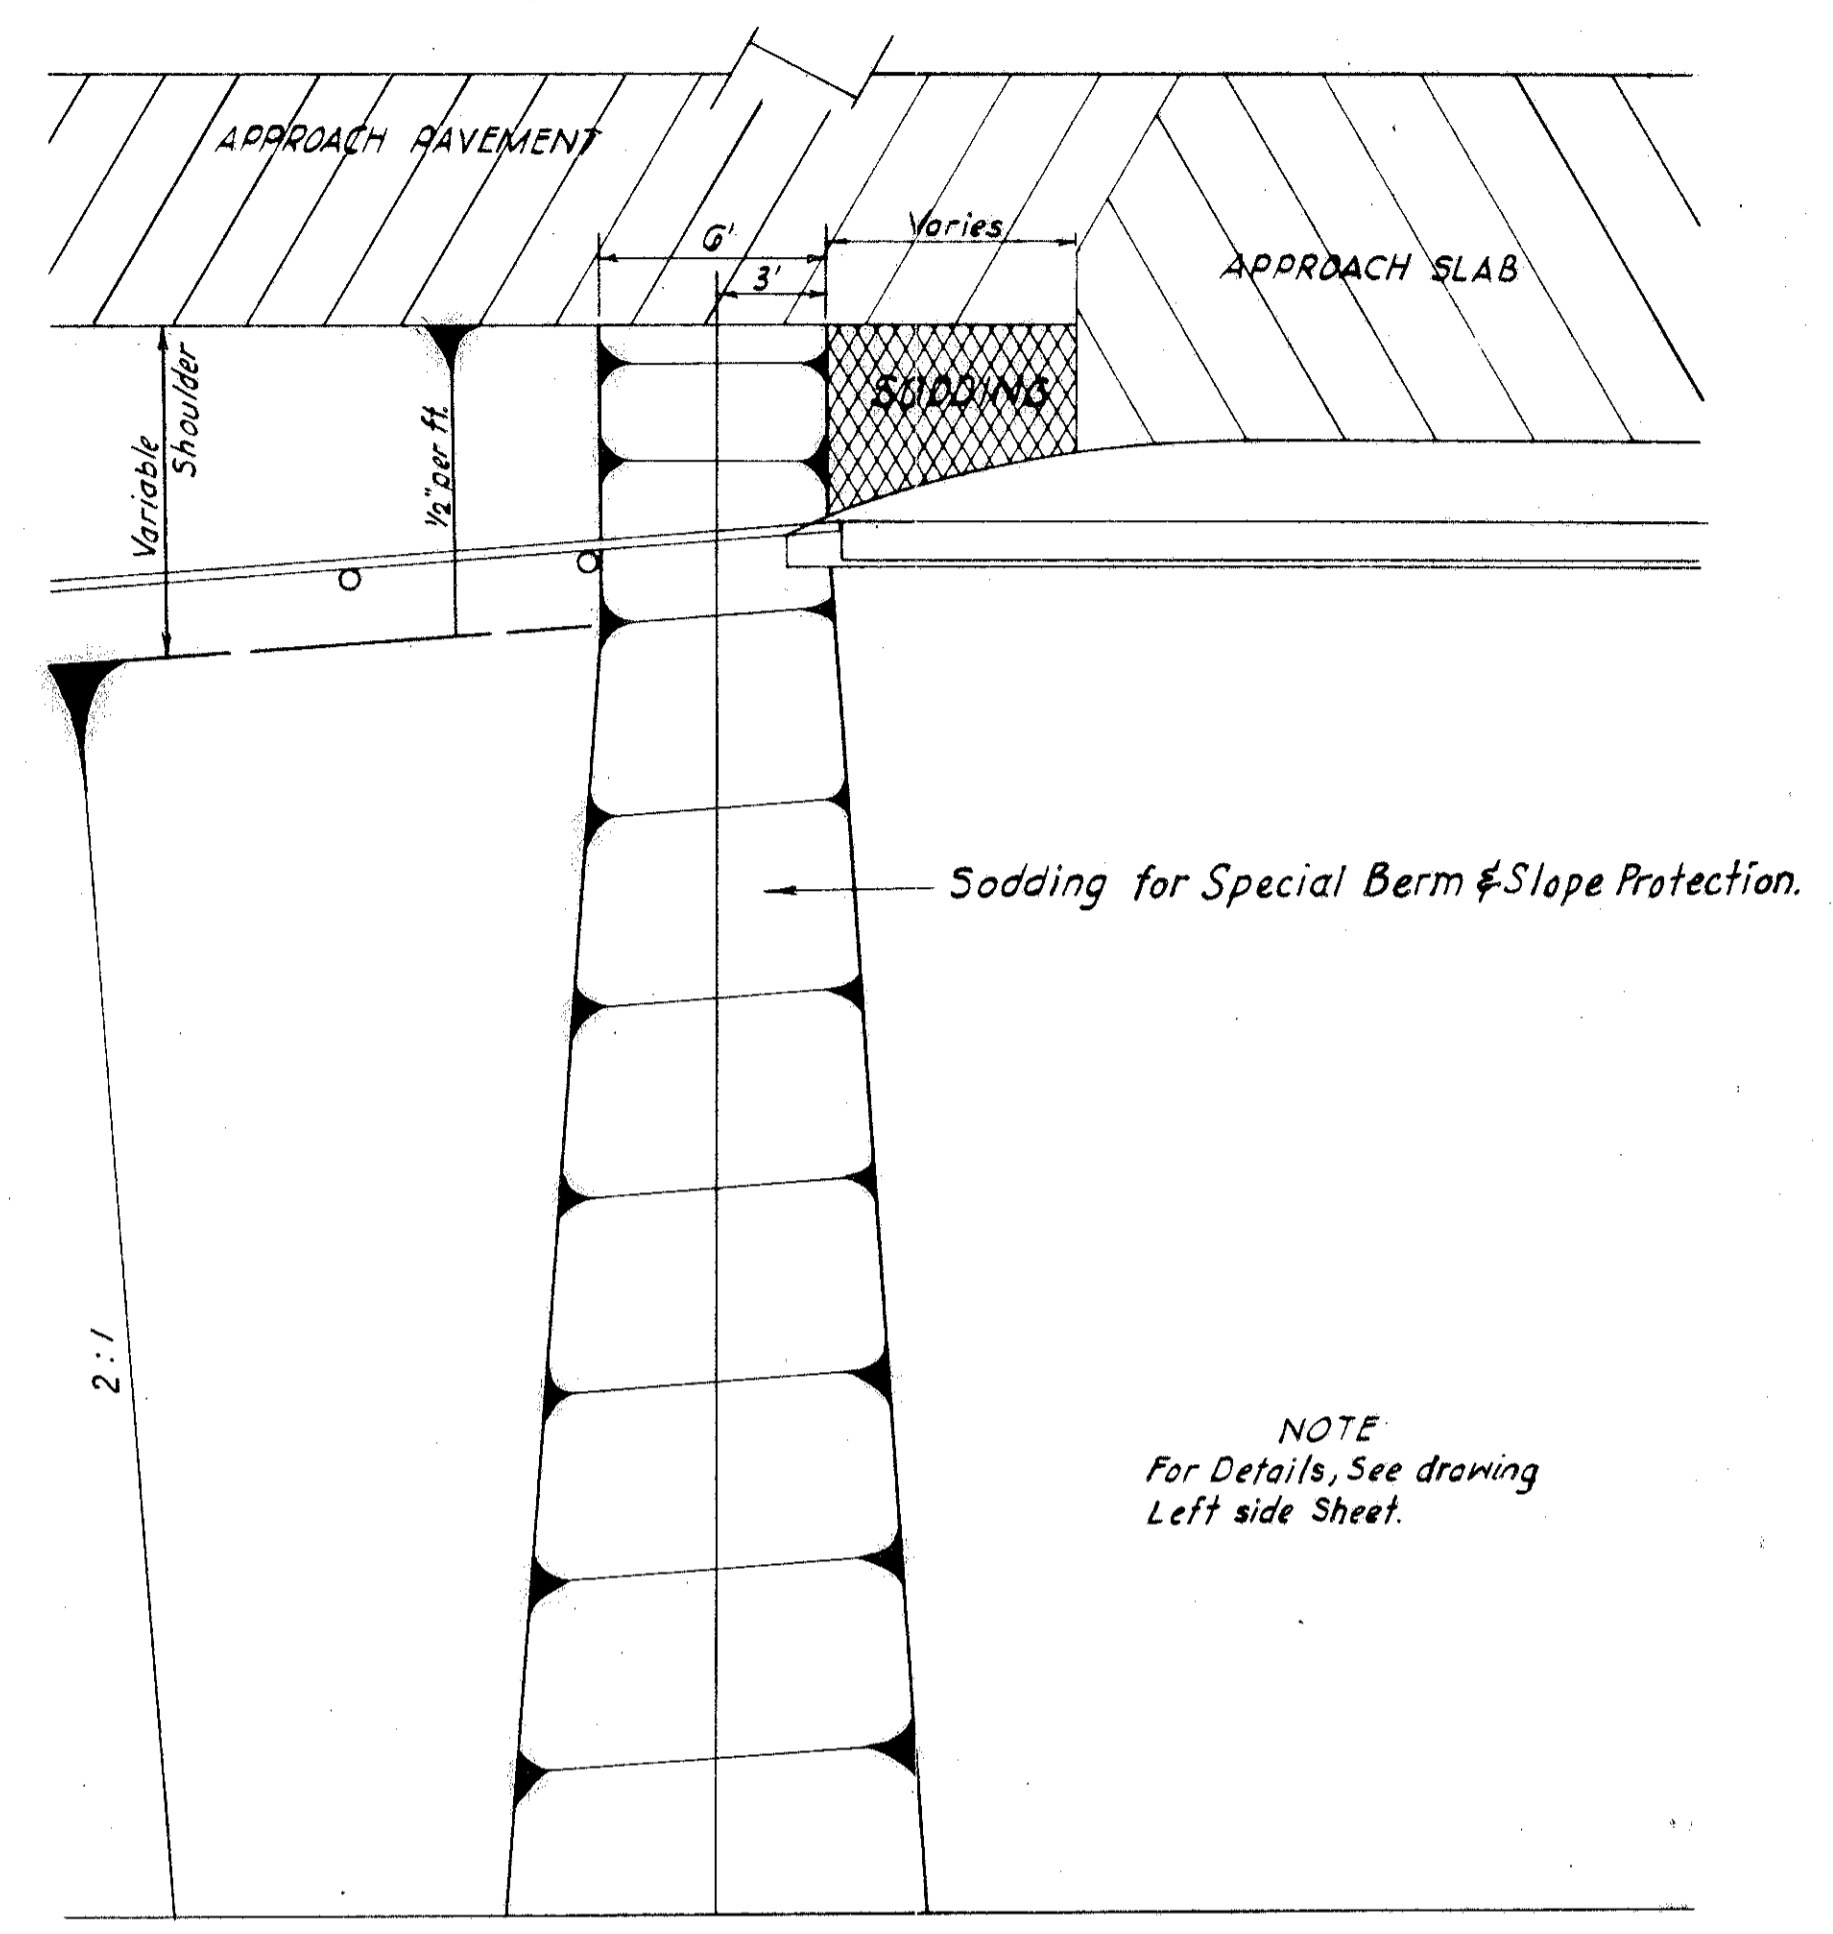 APPROACH PAVEMENT
6'
Varies
3'
APPROACH SLAB
Variable
Shoulder
1/2" per ft.
SODDING
Sodding for Special Berm & Slope Protection.
2:1
NOTE
For Details, See drawing
Left side Sheet.